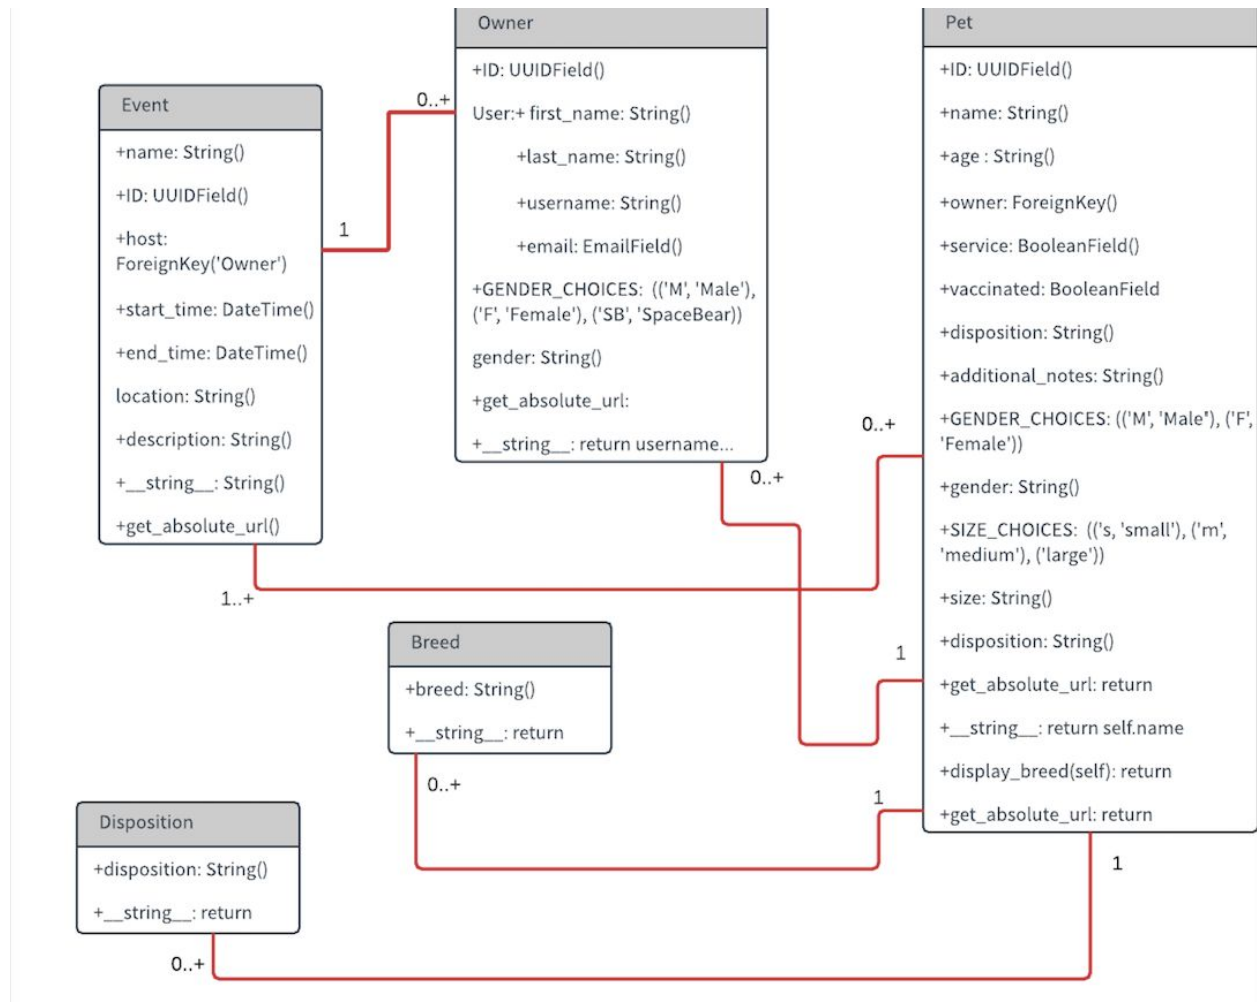 Event
+name: String()
+ID: UUIDField()
+host:
ForeignKey('Owner')
+start_time: DateTime()
+end_time: DateTime()
location: String()
+description: String()
+__string__: String()
+get_absolute_url()
1
1..+
Owner
+ID: UUIDField()
User:+ first_name: String()
+last_name: String()
+username: String()
+email: EmailField()
+GENDER_CHOICES: (('M', 'Male'),
('F', 'Female'), ('SB', 'SpaceBear))
gender: String()
+get_absolute_url:
+__string__: return username...
0..+
0..+
Pet
+ID: UUIDField()
+name: String()
+age : String()
+owner: ForeignKey()
+service: BooleanField()
+vaccinated: BooleanField
+disposition: String()
+additional_notes: String()
+GENDER_CHOICES: (('M', 'Male"), ('F',
'Female'))
+gender: String()
+SIZE_CHOICES: (('s, 'small'), ('m',
'medium'), ('large'))
+size: String()
+disposition: String()
+get_absolute_url: return
+__string__: return self.name
+display_breed(self): return
+get_absolute_url: return
0..+
1
1
1
Breed
+breed: String()
+__string__: return
0..+
Disposition
+disposition: String()
+__string__: return
0..+